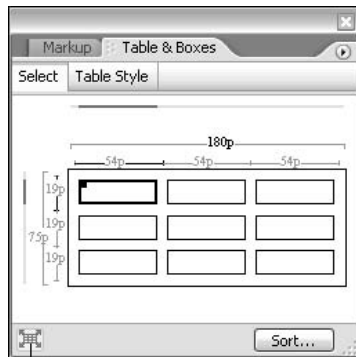 Markup Table & Boxes
Select Table Style
180p
54p 54p 54p
19p
19p
75p
19p
Sort...